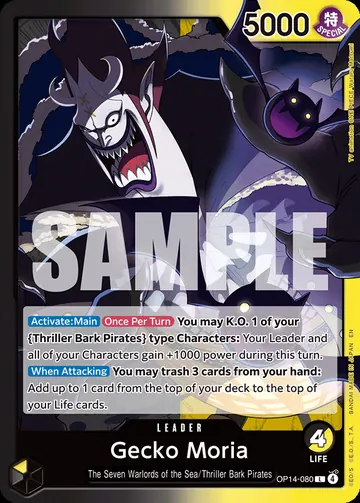 5000
特
SPECIAL
SAMPLE
Activate:Main Once Per Turn You may K.O. 1 of your
{Thriller Bark Pirates} type Characters: Your Leader and
all of your Characters gain +1000 power during this turn.
When Attacking You may trash 3 cards from your hand:
Add up to 1 card from the top of your deck to the top of
your Life cards.
LEADER
Gecko Moria
4
LIFE
The Seven Warlords of the Sea/Thriller Bark Pirates
OP14-080 L 4